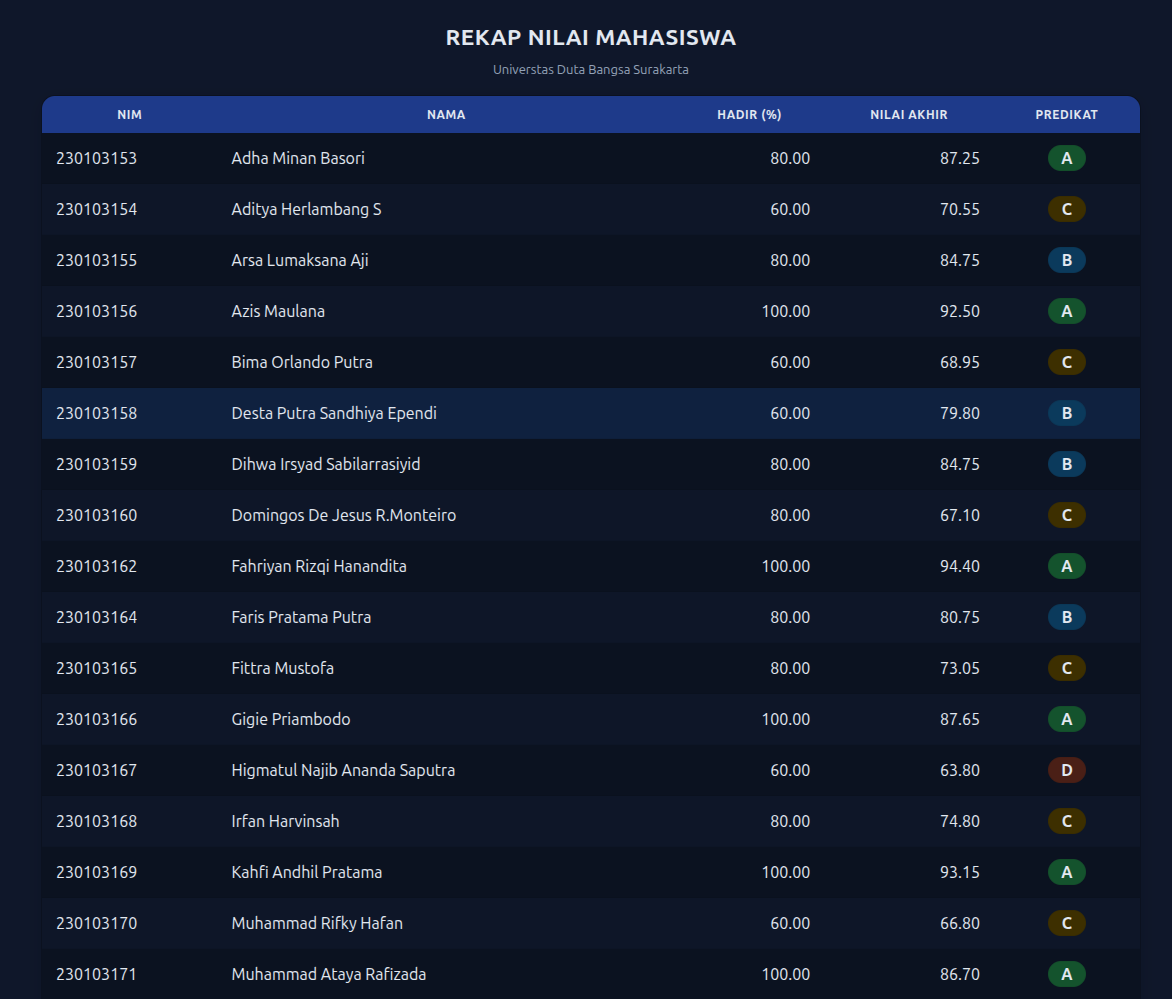 REKAP NILAI MAHASISWA
Universtas Duta Bangsa Surakarta
NIM NAMA HADIR (%) NILAI AKHIR PREDIKAT
230103153 Adha Minan Basori 80.00 87.25 A
230103154 Aditya Herlambang S 60.00 70.55 C
230103155 Arsa Lumaksana Aji 80.00 84.75 B
230103156 Azis Maulana 100.00 92.50 A
230103157 Bima Orlando Putra 60.00 68.95 C
230103158 Desta Putra Sandhiya Ependi 60.00 79.80 B
230103159 Dihwa Irsyad Sabilarrasiyid 80.00 84.75 B
230103160 Domingos De Jesus R.Monteiro 80.00 67.10 C
230103162 Fahriyan Rizqi Hanandita 100.00 94.40 A
230103164 Faris Pratama Putra 80.00 80.75 B
230103165 Fittra Mustofa 80.00 73.05 C
230103166 Gigie Priambodo 100.00 87.65 A
230103167 Higmatul Najib Ananda Saputra 60.00 63.80 D
230103168 Irfan Harvinsah 80.00 74.80 C
230103169 Kahfi Andhil Pratama 100.00 93.15 A
230103170 Muhammad Rifky Hafan 60.00 66.80 C
230103171 Muhammad Ataya Rafizada 100.00 86.70 A